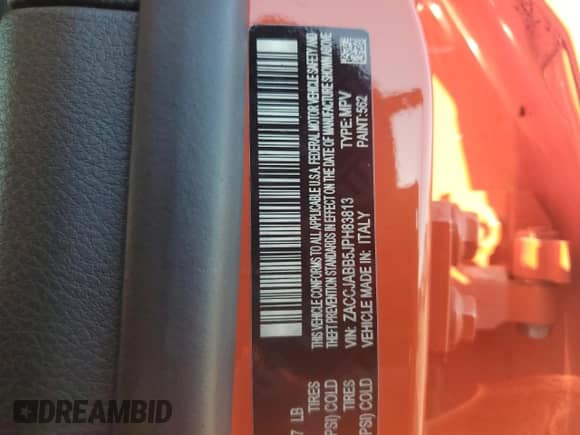 THIS VEHICLE CONFORMS TO ALL APPLICABLE U.S.A. FEDERAL MOTOR VEHICLE SAFETY AND
THEFT PREVENTION STANDARDS IN EFFECT ON THE DATE OF MANUFACTURE SHOWN ABOVE
VIN: ZACCJABB5JPH83813 TYPE: MPV
VEHICLE MADE IN: ITALY PAINT: 562
7 LB
TIRES
PSI) COLD
TIRES
PSI) COLD
DREAMBID